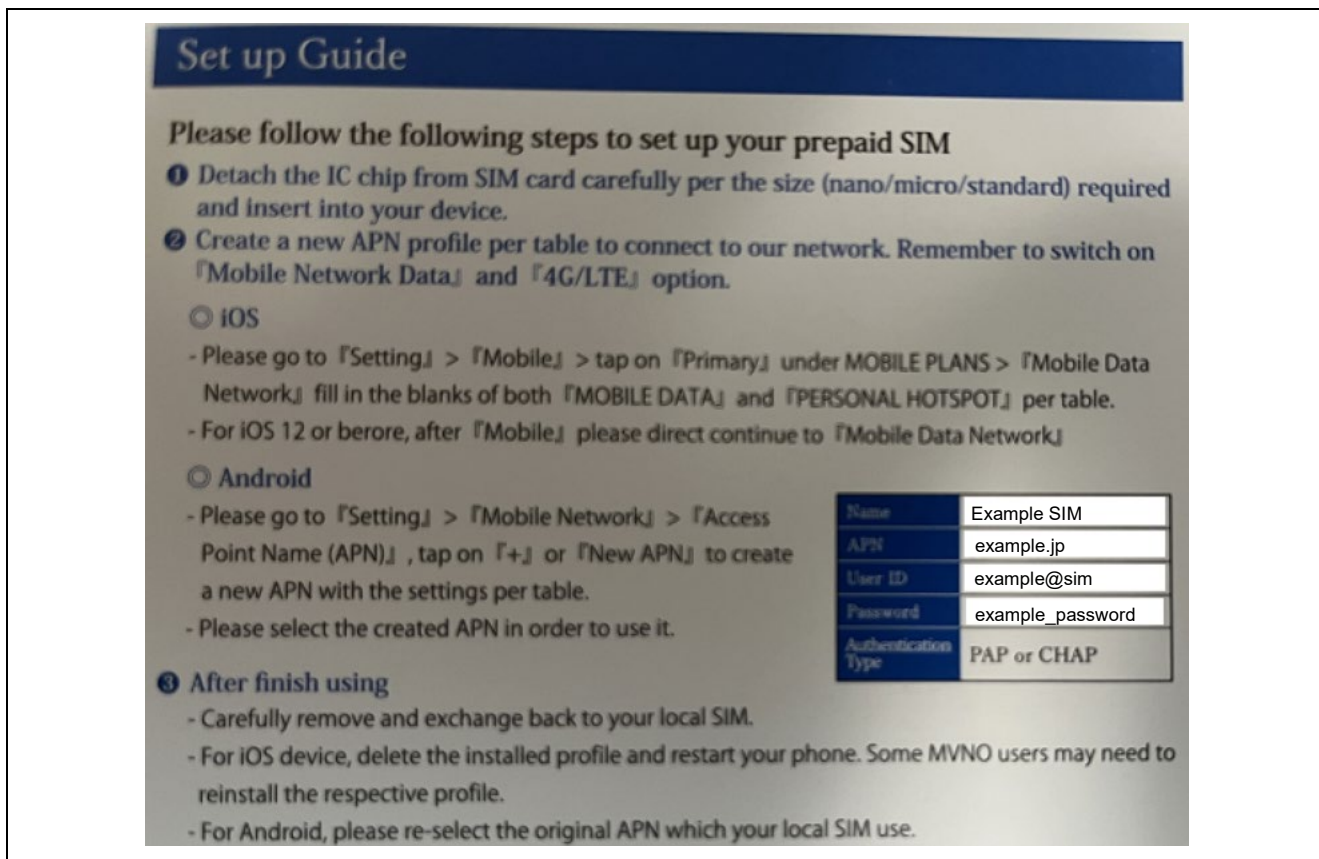 Set up Guide
Please follow the following steps to set up your prepaid SIM
❶ Detach the IC chip from SIM card carefully per the size (nano/micro/standard) required
and insert into your device.
❷ Create a new APN profile per table to connect to our network. Remember to switch on
『Mobile Network Data』 and 『4G/LTE』 option.
◎ iOS
- Please go to 『Setting』 > 『Mobile』 > tap on 『Primary』 under MOBILE PLANS > 『Mobile Data
Network』 fill in the blanks of both 『MOBILE DATA』 and 『PERSONAL HOTSPOT』 per table.
- For iOS 12 or berore, after 『Mobile』 please direct continue to 『Mobile Data Network』
◎ Android
- Please go to 『Setting』 > 『Mobile Network』 > 『Access
Point Name (APN)』 , tap on 『+』 or 『New APN』 to create
a new APN with the settings per table.
- Please select the created APN in order to use it.
Name Example SIM
APN example.jp
User ID example@sim
Password example_password
Authentication
Type PAP or CHAP
❸ After finish using
- Carefully remove and exchange back to your local SIM.
- For iOS device, delete the installed profile and restart your phone. Some MVNO users may need to
reinstall the respective profile.
- For Android, please re-select the original APN which your local SIM use.